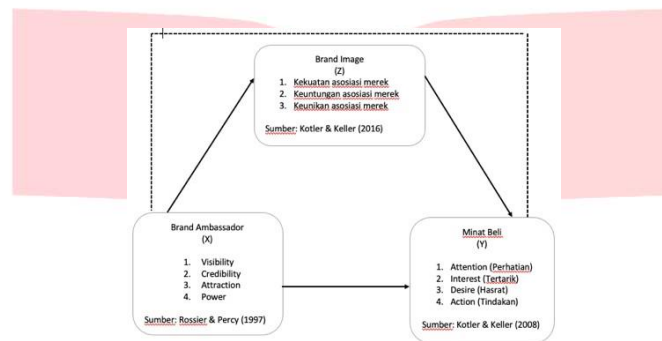 Brand Image
(Z)
1. Kekuatan asosiasi merek
2. Keuntungan asosiasi merek
3. Keunikan asosiasi merek
Sumber: Kotler & Keller (2016)
Brand Ambassador
(X)
1. Visibility
2. Credibility
3. Attraction
4. Power
Sumber: Rossier & Percy (1997)
Minat Beli
(Y)
1. Attention (Perhatian)
2. Interest (Tertarik)
3. Desire (Hasrat)
4. Action (Tindakan)
Sumber: Kotler & Keller (2008)